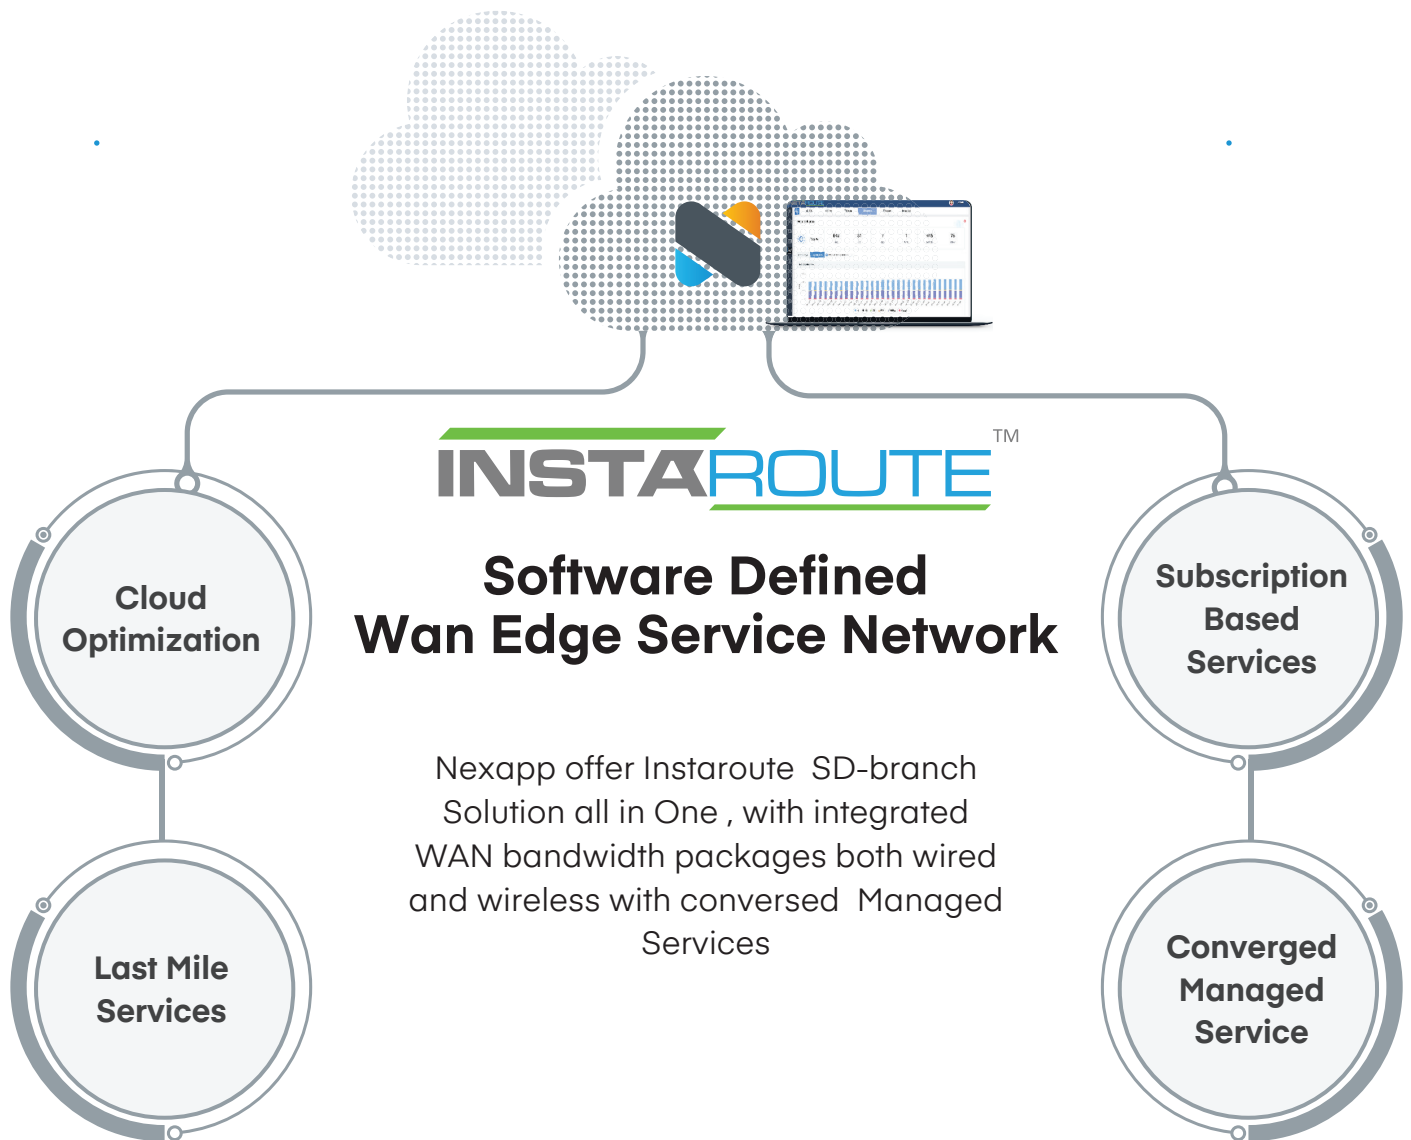 INSTAROUTE TM
Software Defined
Wan Edge Service Network
Cloud
Optimization
Subscription
Based
Services
Nexapp offer Instaroute SD-branch
Solution all in One , with integrated
WAN bandwidth packages both wired
and wireless with conversed Managed
Services
Last Mile
Services
Converged
Managed
Service